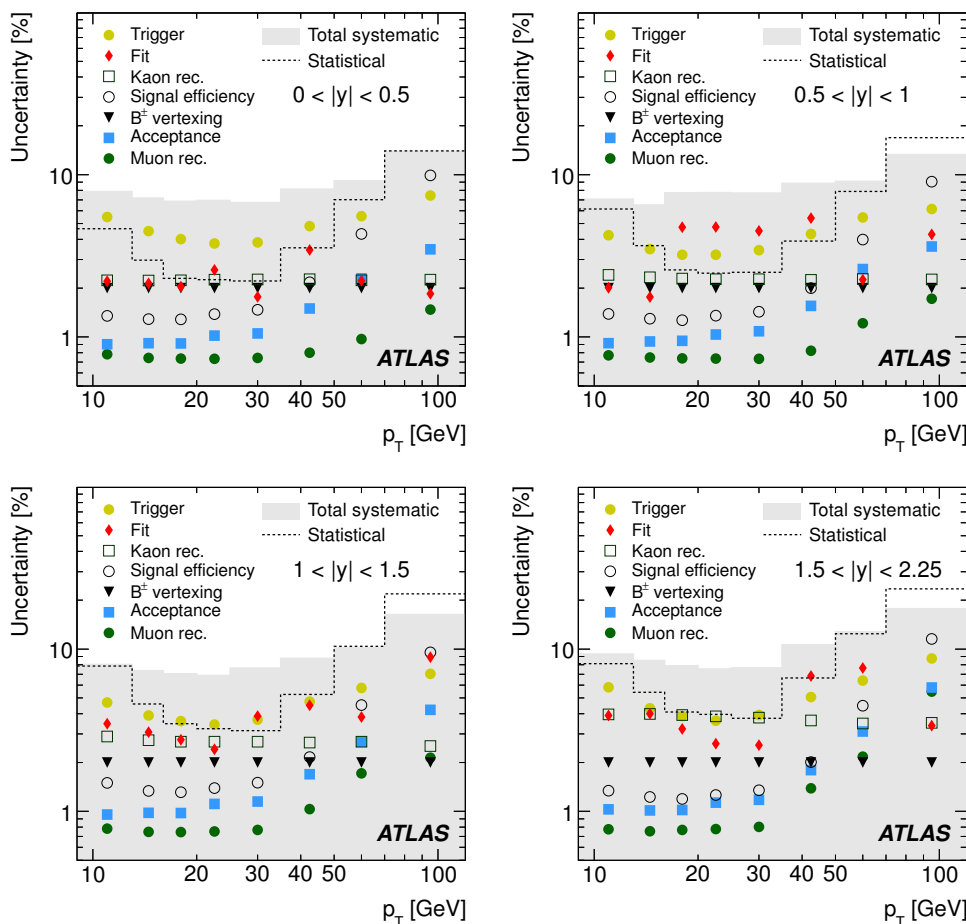 Uncertainty [%]
Trigger
Fit
Kaon rec.
Signal efficiency
B± vertexing
Acceptance
Muon rec.
Total systematic
Statistical
0 < |y| < 0.5
10
1
ATLAS
10 20 30 40 50 100
p_T [GeV]
Uncertainty [%]
Trigger
Fit
Kaon rec.
Signal efficiency
B± vertexing
Acceptance
Muon rec.
Total systematic
Statistical
0.5 < |y| < 1
10
1
ATLAS
10 20 30 40 50 100
p_T [GeV]
Uncertainty [%]
Trigger
Fit
Kaon rec.
Signal efficiency
B± vertexing
Acceptance
Muon rec.
Total systematic
Statistical
1 < |y| < 1.5
10
1
ATLAS
10 20 30 40 50 100
p_T [GeV]
Uncertainty [%]
Trigger
Fit
Kaon rec.
Signal efficiency
B± vertexing
Acceptance
Muon rec.
Total systematic
Statistical
1.5 < |y| < 2.25
10
1
ATLAS
10 20 30 40 50 100
p_T [GeV]